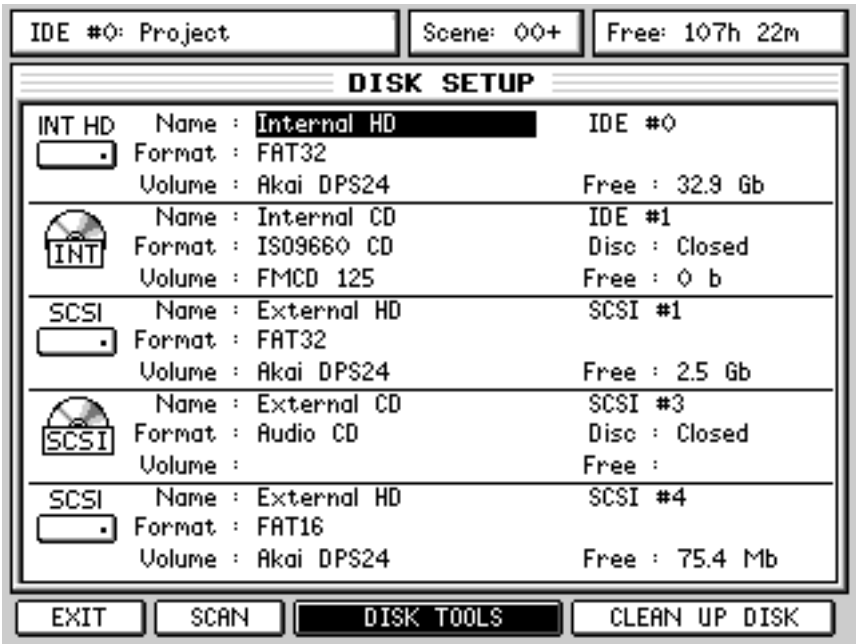 IDE #0: Project Scene: 00+ Free: 107h 22m
DISK SETUP
INT HD Name : Internal HD IDE #0
Format : FAT32
Volume : Akai DPS24 Free : 32.9 Gb
Name : Internal CD IDE #1
INT Format : ISO9660 CD Disc : Closed
Volume : FMCD 125 Free : 0 b
SCSI Name : External HD SCSI #1
Format : FAT32
Volume : Akai DPS24 Free : 2.5 Gb
Name : External CD SCSI #3
SCSI Format : Audio CD Disc : Closed
Volume : Free :
SCSI Name : External HD SCSI #4
Format : FAT16
Volume : Akai DPS24 Free : 75.4 Mb
EXIT SCAN DISK TOOLS CLEAN UP DISK